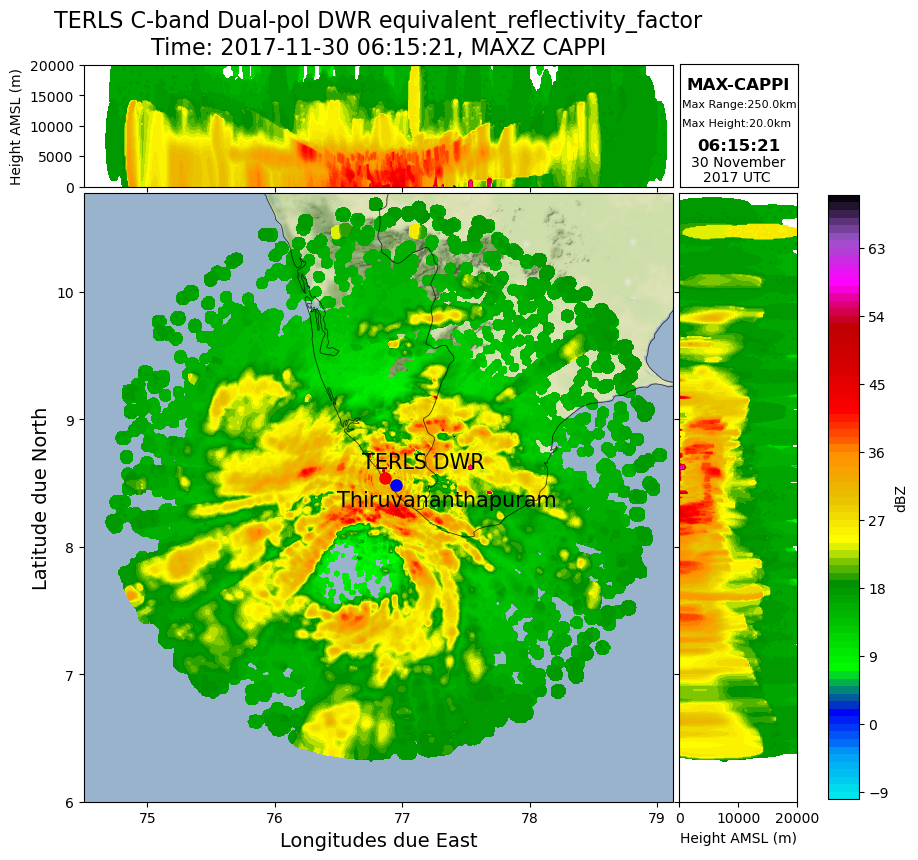 TERLS C-band Dual-pol DWR equivalent_reflectivity_factor
Time: 2017-11-30 06:15:21, MAXZ CAPPI
20000
15000
10000
5000
0
Height AMSL (m)
MAX-CAPPI
Max Range:250.0km
Max Height:20.0km
06:15:21
30 November
2017 UTC
10
9
8
7
6
Latitude due North
TERLS DWR
Thiruvananthapuram
75
76
77
78
79
Longitudes due East
0
10000
20000
Height AMSL (m)
63
54
45
36
27
18
9
0
−9
dBZ